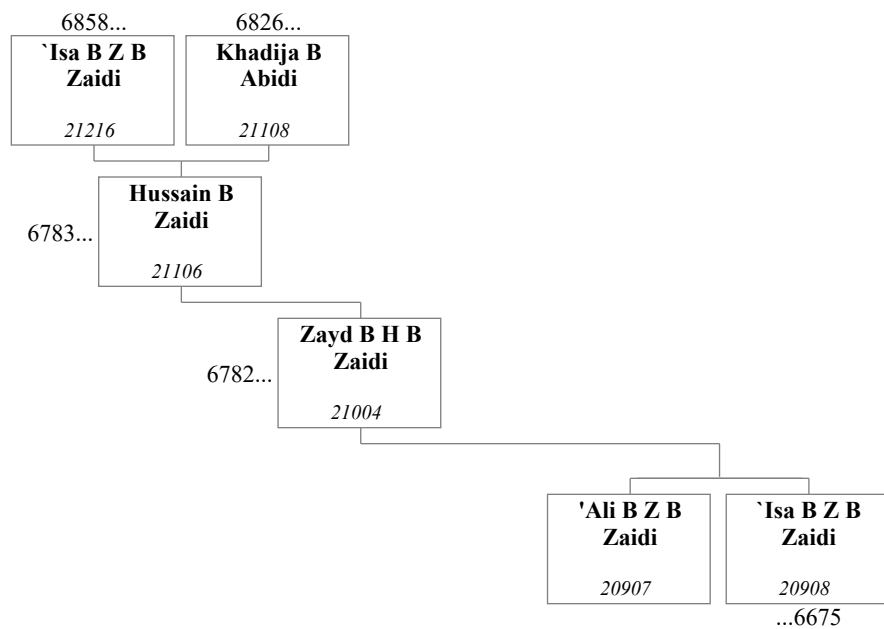 6858...
6826...
`Isa B Z B
Zaidi
21216
Khadija B
Abidi
21108
6783...
Hussain B
Zaidi
21106
6782...
Zayd B H B
Zaidi
21004
'Ali B Z B
Zaidi
20907
`Isa B Z B
Zaidi
20908
...6675